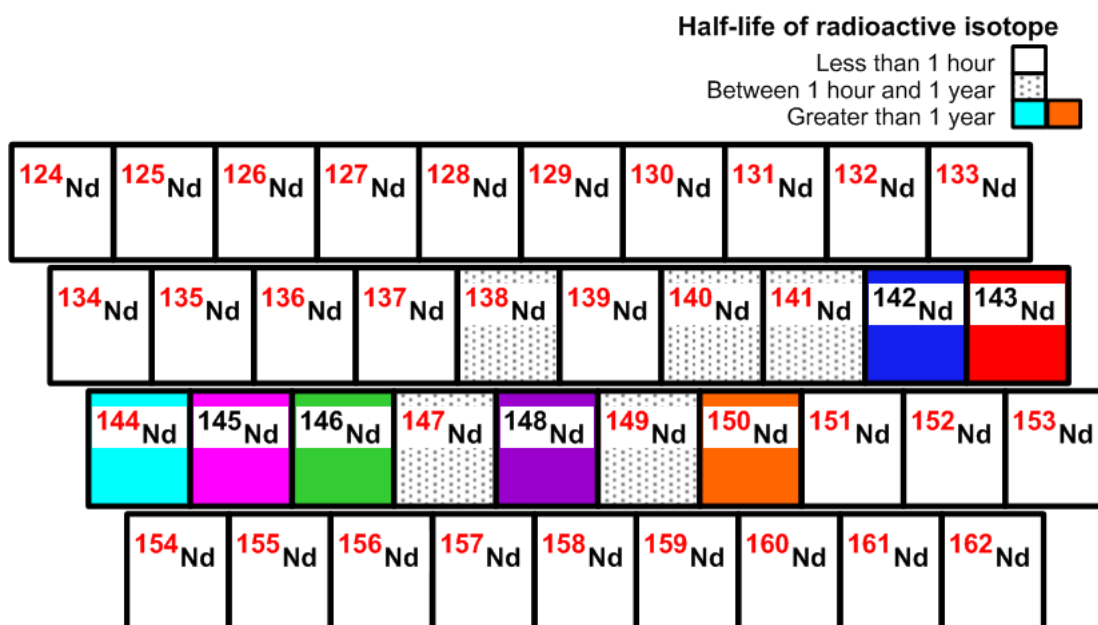 Half-life of radioactive isotope
Less than 1 hour
Between 1 hour and 1 year
Greater than 1 year
124Nd 125Nd 126Nd 127Nd 128Nd 129Nd 130Nd 131Nd 132Nd 133Nd
134Nd 135Nd 136Nd 137Nd 138Nd 139Nd 140Nd 141Nd 142Nd 143Nd
144Nd 145Nd 146Nd 147Nd 148Nd 149Nd 150Nd 151Nd 152Nd 153Nd
154Nd 155Nd 156Nd 157Nd 158Nd 159Nd 160Nd 161Nd 162Nd